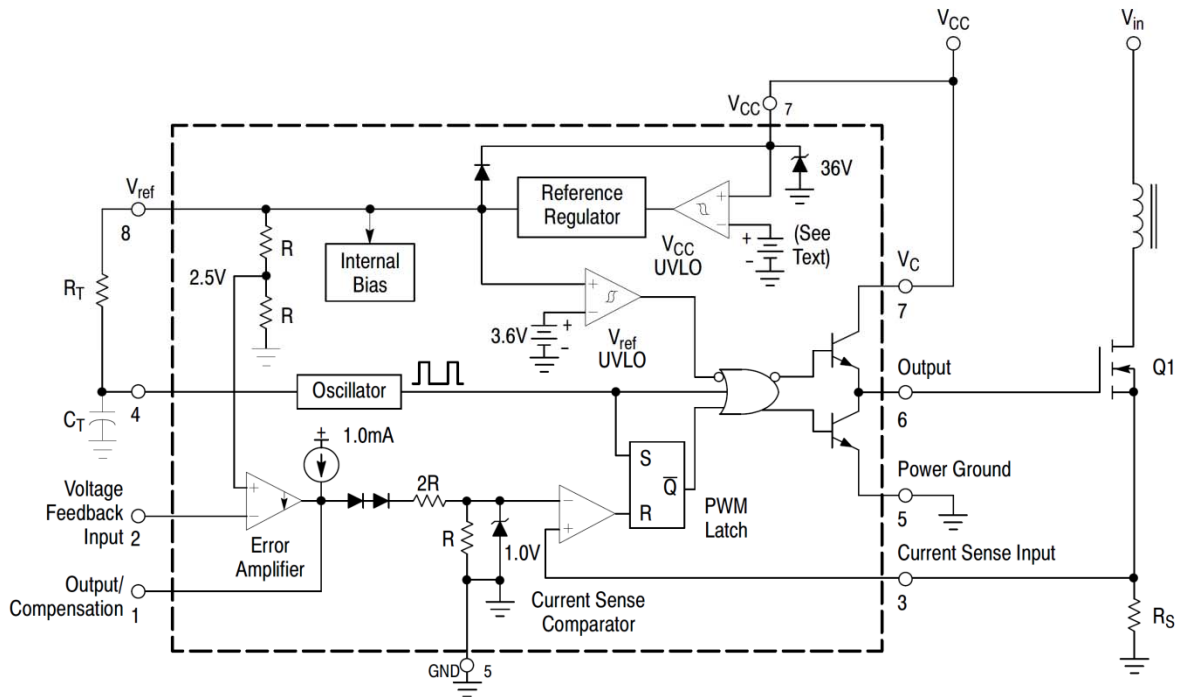 VCC
Vin
VCC
7
36V
Vref
8
Reference
Regulator
+
−
+
−
(See
Text)
VCC
UVLO
R
Internal
Bias
2.5V
RT
R
+
−
3.6V
+
−
Vref
UVLO
VC
7
Output
Q1
6
4
Oscillator
CT
+
1.0mA
S
Q
R
PWM
Latch
Power Ground
5
Voltage
Feedback
Input
2
+
−
Error
Amplifier
2R
R
1.0V
−
+
Current Sense
Comparator
Current Sense Input
3
Output/
Compensation
1
RS
GND
5